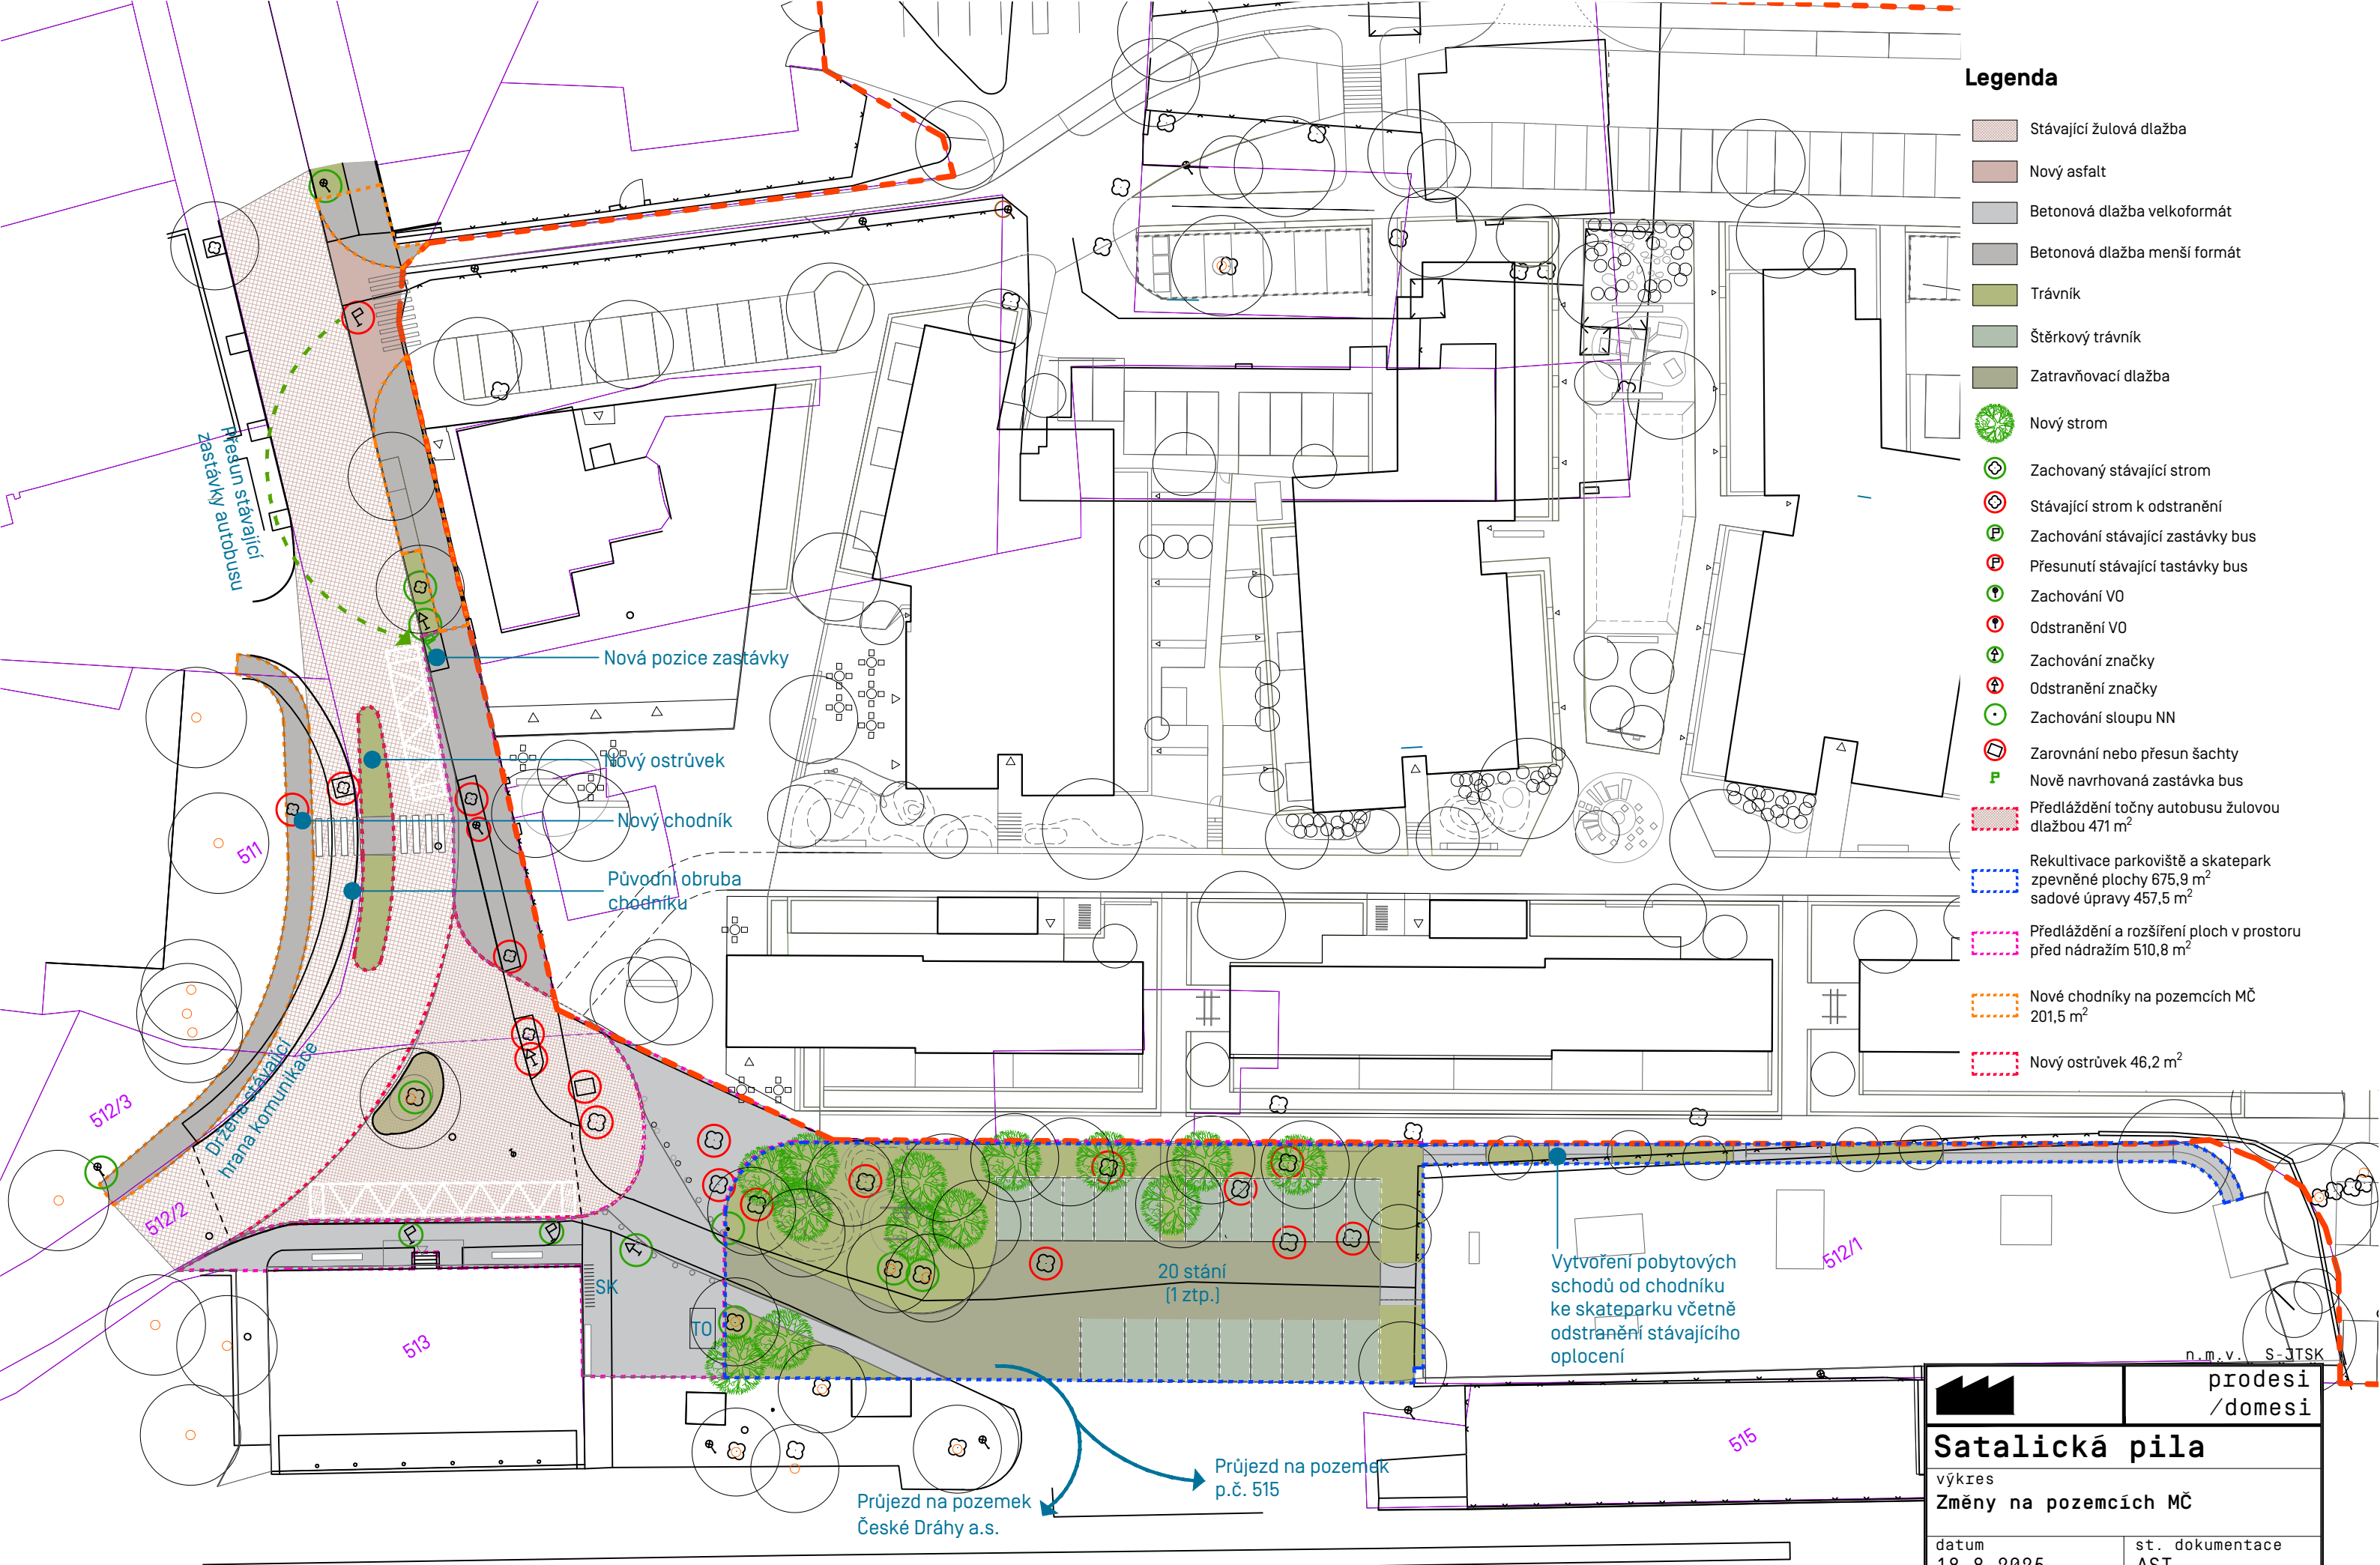 Legenda
Stávající žulová dlažba
Nový asfalt
Betonová dlažba velkoformát
Betonová dlažba menší formát
Trávník
Štěrkový trávník
Zatravňovací dlažba
Nový strom
Zachovaný stávající strom
Stávající strom k odstranění
Zachování stávající zastávky bus
Přesunutí stávající tastávky bus
Zachování VO
Odstranění VO
Zachování značky
Odstranění značky
Zachování sloupu NN
Zarovnání nebo přesun šachty
Nově navrhovaná zastávka bus
Předláždění točny autobusu žulovou
dlažbou 471 m²
Rekultivace parkoviště a skatepark
zpevněné plochy 675,9 m²
sadové úpravy 457,5 m²
Předláždění a rozšíření ploch v prostoru
před nádražím 510,8 m²
Nové chodníky na pozemcích MČ
201,5 m²
Nový ostrůvek 46,2 m²
Přesun stávající
zastávky autobusu
Nová pozice zastávky
Nový ostrůvek
Nový chodník
Původní obruba
chodníku
511
Držena stávající
hrana komunikace
512/3
512/2
513
SK
TO
20 stání
(1 ztp.)
Vytvoření pobytových
schodů od chodníku
ke skateparku včetně
odstranění stávajícího
oplocení
512/1
515
Průjezd na pozemek
p.č. 515
Průjezd na pozemek
České Dráhy a.s.
n.m.v. S-JTSK
prodesi
/domesi
Satalická pila
výkres
Změny na pozemcích MČ
datum
18.8.2025
st. dokumentace
AST